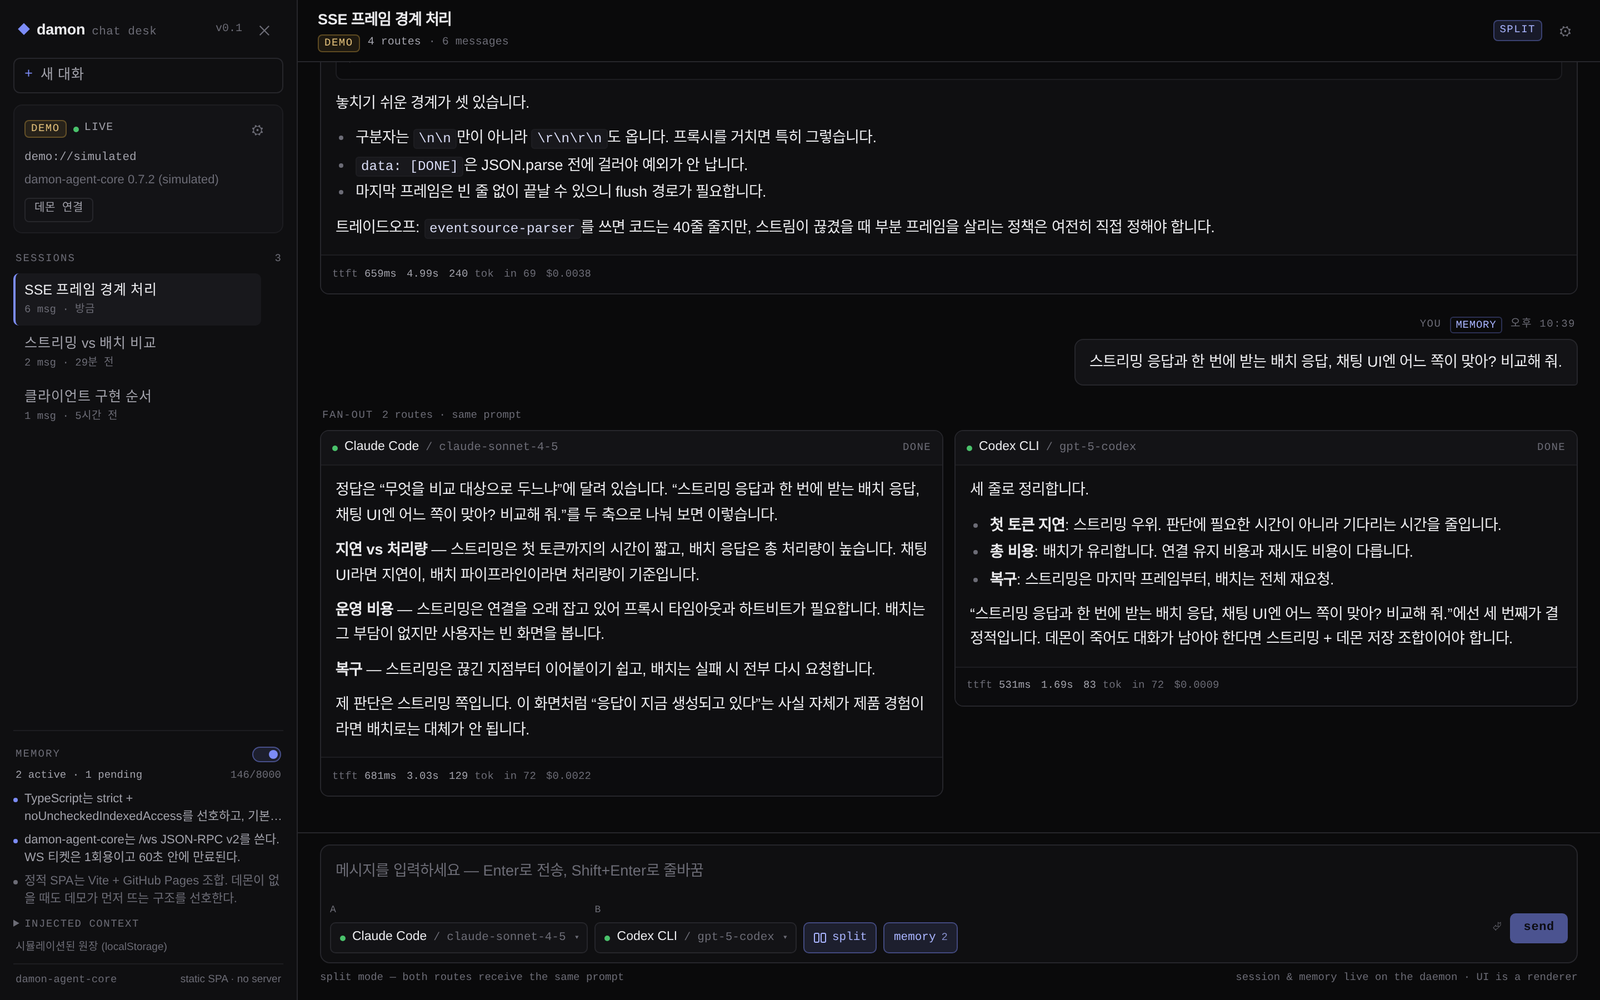 damon chat desk v0.1
+ 새 대화
DEMO LIVE
demo://simulated
damon-agent-core 0.7.2 (simulated)
데몬 연결
SESSIONS 3
SSE 프레임 경계 처리
6 msg · 방금
스트리밍 vs 배치 비교
2 msg · 29분 전
클라이언트 구현 순서
1 msg · 5시간 전
MEMORY
2 active · 1 pending 146/8000
TypeScript는 strict +
noUncheckedIndexedAccess를 선호하고, 기본…
damon-agent-core는 /ws JSON-RPC v2를 쓴다.
WS 티켓은 1회용이고 60초 안에 만료된다.
정적 SPA는 Vite + GitHub Pages 조합. 데몬이 없
을 때도 데모가 먼저 뜨는 구조를 선호한다.
▶ INJECTED CONTEXT
시뮬레이션된 원장 (localStorage)
damon-agent-core static SPA · no server
SSE 프레임 경계 처리
DEMO 4 routes · 6 messages
SPLIT
놓치기 쉬운 경계가 셋 있습니다.
• 구분자는 \n\n 만이 아니라 \r\n\r\n 도 옵니다. 프록시를 거치면 특히 그렇습니다.
• data: [DONE] 은 JSON.parse 전에 걸러야 예외가 안 납니다.
• 마지막 프레임은 빈 줄 없이 끝날 수 있으니 flush 경로가 필요합니다.
트레이드오프: eventsource-parser 를 쓰면 코드는 40줄 줄지만, 스트림이 끊겼을 때 부분 프레임을 살리는 정책은 여전히 직접 정해야 합니다.
ttft 659ms 4.99s 240 tok in 69 $0.0038
YOU MEMORY 오후 10:39
스트리밍 응답과 한 번에 받는 배치 응답, 채팅 UI엔 어느 쪽이 맞아? 비교해 줘.
FAN-OUT 2 routes · same prompt
Claude Code / claude-sonnet-4-5 DONE
정답은 “무엇을 비교 대상으로 두느냐”에 달려 있습니다. “스트리밍 응답과 한 번에 받는 배치 응답,
채팅 UI엔 어느 쪽이 맞아? 비교해 줘.”를 두 축으로 나눠 보면 이렇습니다.
지연 vs 처리량 — 스트리밍은 첫 토큰까지의 시간이 짧고, 배치 응답은 총 처리량이 높습니다. 채팅
UI라면 지연이, 배치 파이프라인이라면 처리량이 기준입니다.
운영 비용 — 스트리밍은 연결을 오래 잡고 있어 프록시 타임아웃과 하트비트가 필요합니다. 배치는
그 부담이 없지만 사용자는 빈 화면을 봅니다.
복구 — 스트리밍은 끊긴 지점부터 이어붙이기 쉽고, 배치는 실패 시 전부 다시 요청합니다.
제 판단은 스트리밍 쪽입니다. 이 화면처럼 “응답이 지금 생성되고 있다”는 사실 자체가 제품 경험이
라면 배치로는 대체가 안 됩니다.
ttft 681ms 3.03s 129 tok in 72 $0.0022
Codex CLI / gpt-5-codex DONE
세 줄로 정리합니다.
• 첫 토큰 지연: 스트리밍 우위. 판단에 필요한 시간이 아니라 기다리는 시간을 줄입니다.
• 총 비용: 배치가 유리합니다. 연결 유지 비용과 재시도 비용이 다릅니다.
• 복구: 스트리밍은 마지막 프레임부터, 배치는 전체 재요청.
“스트리밍 응답과 한 번에 받는 배치 응답, 채팅 UI엔 어느 쪽이 맞아? 비교해 줘.”에선 세 번째가 결
정적입니다. 데몬이 죽어도 대화가 남아야 한다면 스트리밍 + 데몬 저장 조합이어야 합니다.
ttft 531ms 1.69s 83 tok in 72 $0.0009
메시지를 입력하세요 — Enter로 전송, Shift+Enter로 줄바꿈
A B
Claude Code / claude-sonnet-4-5 Codex CLI / gpt-5-codex split memory 2 send
split mode — both routes receive the same prompt session & memory live on the daemon · UI is a renderer